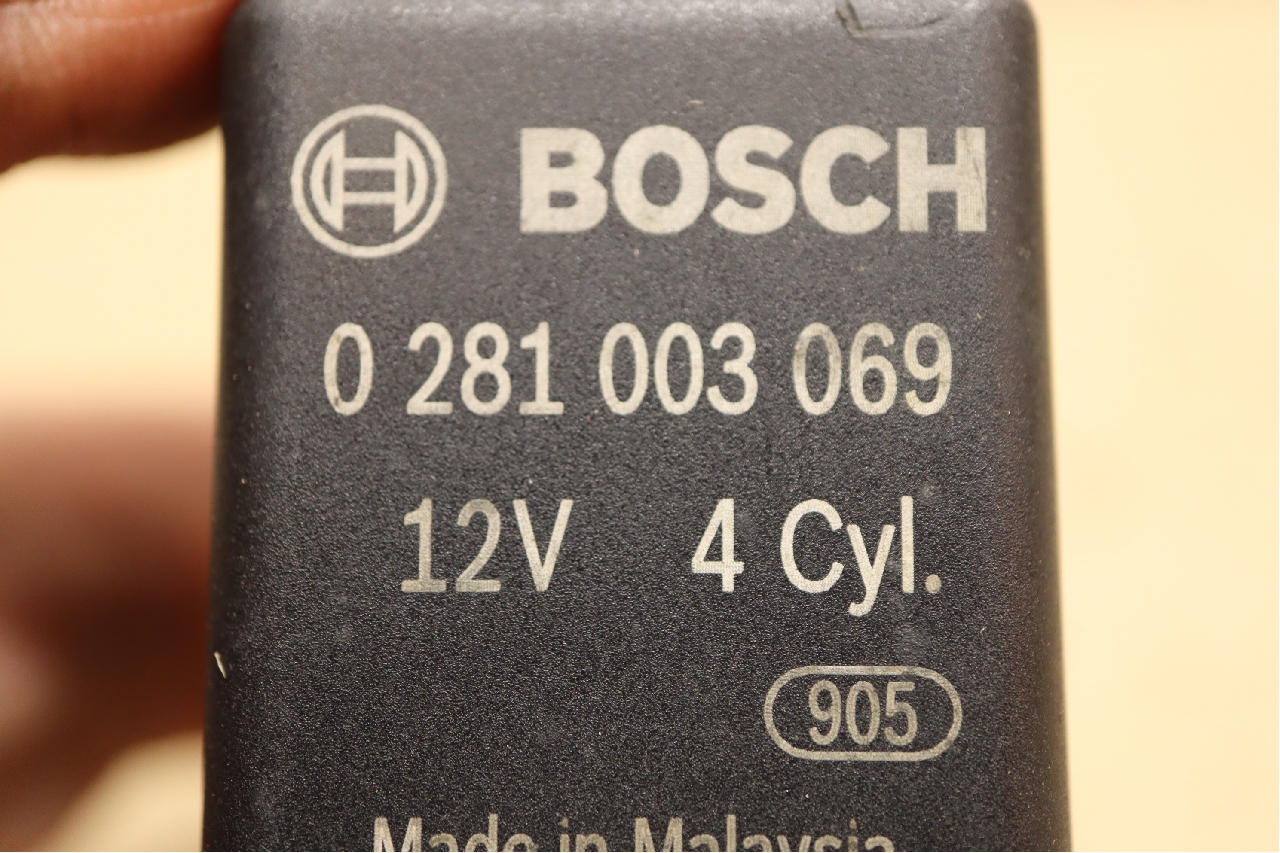 BOSCH
0 281 003 069
12V 4 Cyl.
905
Made in Malaysia